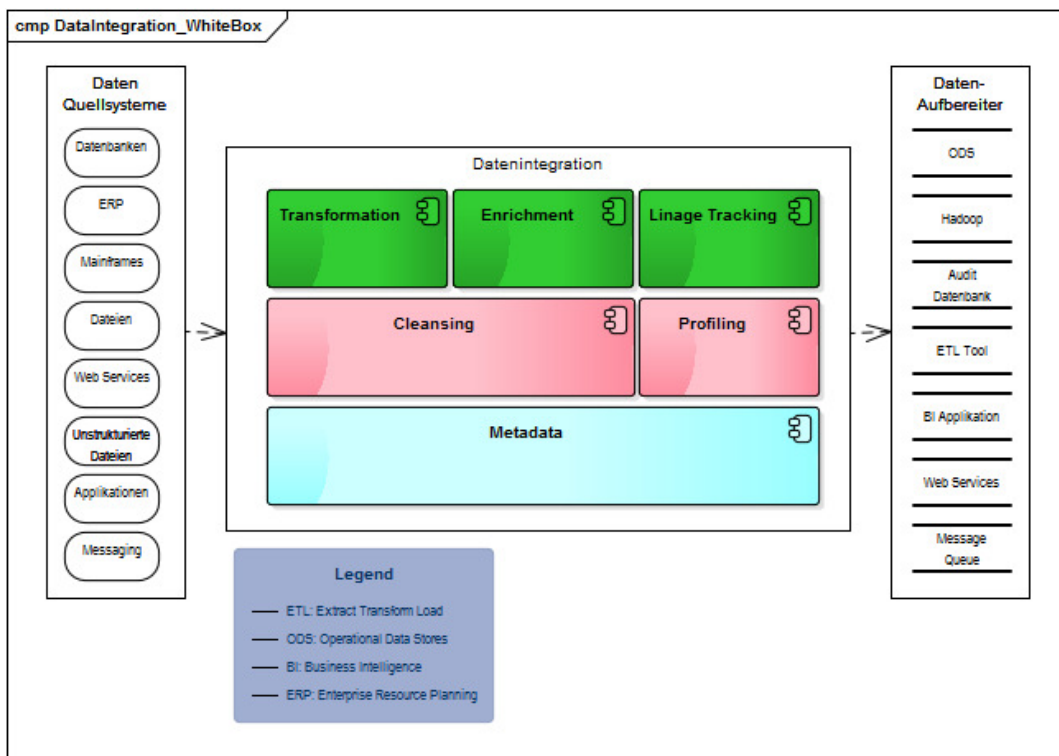 cmp DataIntegration_WhiteBox
Daten
Quellsysteme
Datenbanken
ERP
Mainframes
Dateien
Web Services
Unstrukturierte
Dateien
Applikationen
Messaging
Datenintegration
Transformation
Enrichment
Linage Tracking
Cleansing
Profiling
Metadata
Daten-
Aufbereiter
ODS
Hadoop
Audit
Datenbank
ETL Tool
BI Applikation
Web Services
Message
Queue
Legend
ETL: Extract Transform Load
ODS: Operational Data Stores
BI: Business Intelligence
ERP: Enterprise Resource Planning